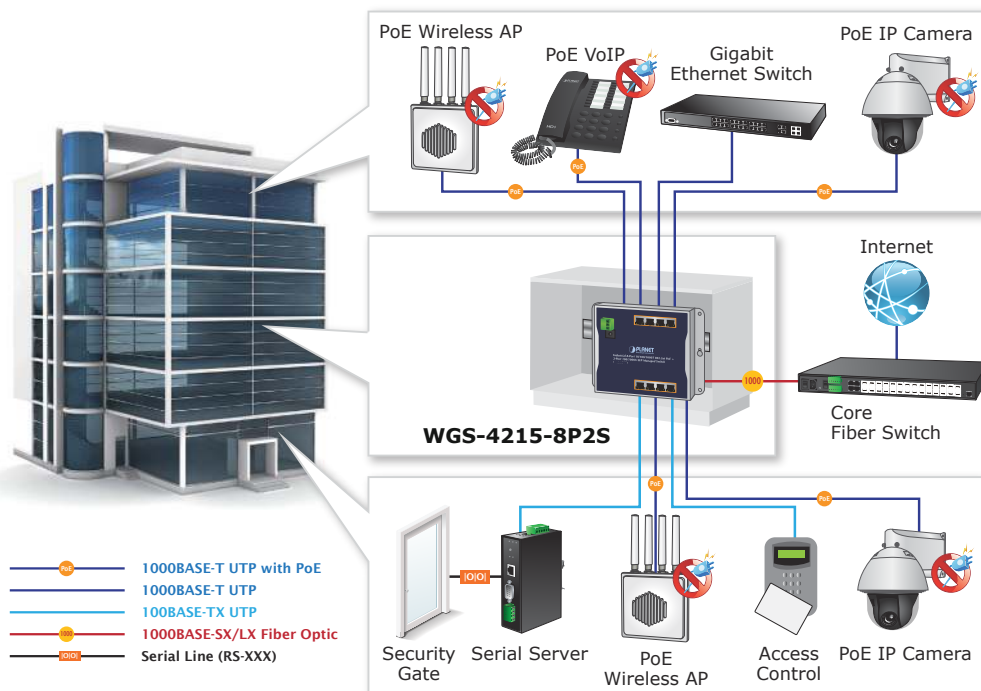 PoE Wireless AP
PoE VoIP
Gigabit
Ethernet Switch
PoE IP Camera
PoE
PoE
PoE
Internet
PLANET
1000
WGS-4215-8P2S
Core
Fiber Switch
PoE
PoE
PoE
1000BASE-T UTP with PoE
1000BASE-T UTP
100BASE-TX UTP
1000
1000BASE-SX/LX Fiber Optic
|O|O|
Serial Line (RS-XXX)
|O|O|
Security
Gate
Serial Server
PoE
Wireless AP
Access
Control
PoE IP Camera